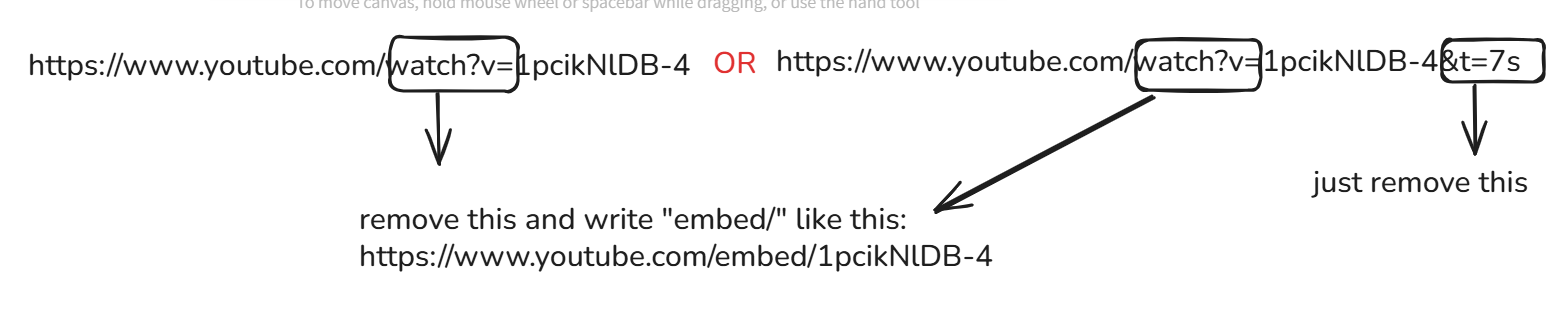 To move canvas, hold mouse wheel or spacebar while dragging, or use the hand tool
https://www.youtube.com/watch?v=1pcikNlDB-4 OR https://www.youtube.com/watch?v=1pcikNlDB-4&t=7s
just remove this
remove this and write "embed/" like this:
https://www.youtube.com/embed/1pcikNlDB-4